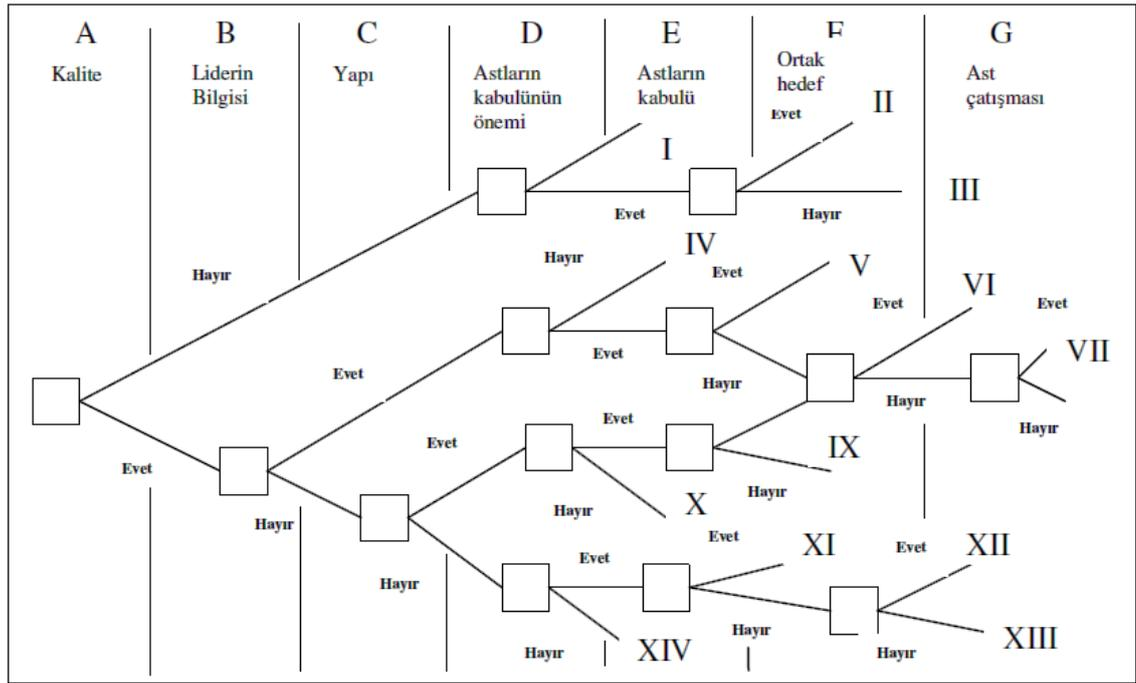 A
B
C
D
E
F
G
Kalite
Liderin
Bilgisi
Yapı
Astların
kabulünün
önemi
Astların
kabulü
Ortak
hedef
Ast
çatışması
Evet
II
I
III
Evet
Hayır
IV
Hayır
Evet
V
VI
Hayır
Evet
Evet
VII
Evet
Evet
Hayır
Hayır
Evet
Evet
Hayır
IX
Evet
Hayır
X
Hayır
Hayır
Evet
XI
Evet
XII
Evet
Hayır
Hayır
XIII
Hayır
XIV
Hayır